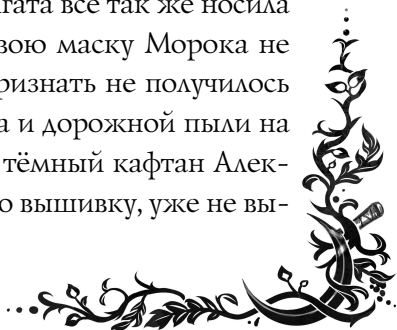 гата всё так же носила
вою маску Морока не
ризнать не получилось
а и дорожной пыли на
тёмный кафтан Алек-
о вышивку, уже не вы-